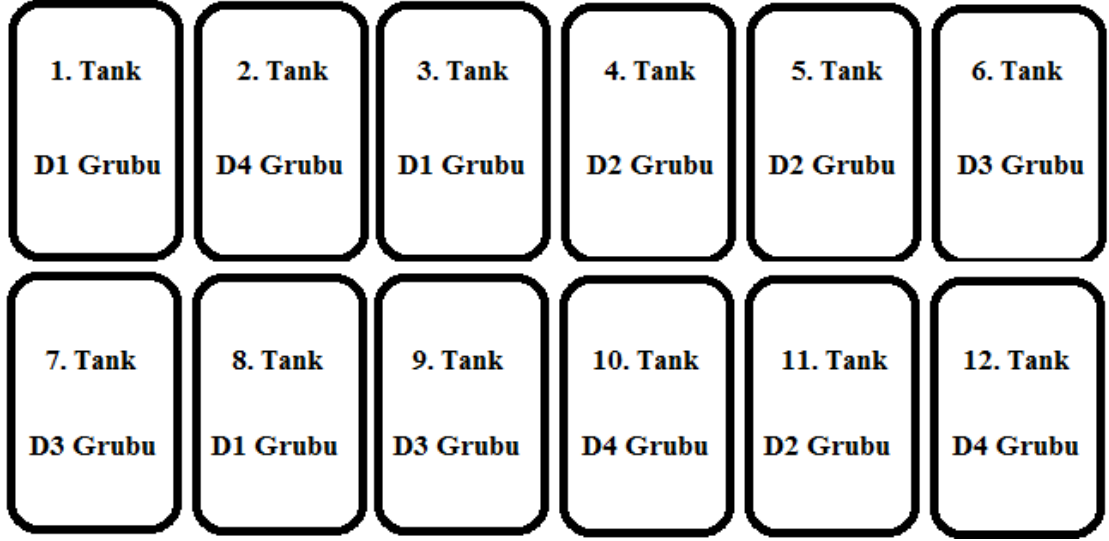 1. Tank
D1 Grubu
2. Tank
D4 Grubu
3. Tank
D1 Grubu
4. Tank
D2 Grubu
5. Tank
D2 Grubu
6. Tank
D3 Grubu
7. Tank
D3 Grubu
8. Tank
D1 Grubu
9. Tank
D3 Grubu
10. Tank
D4 Grubu
11. Tank
D2 Grubu
12. Tank
D4 Grubu